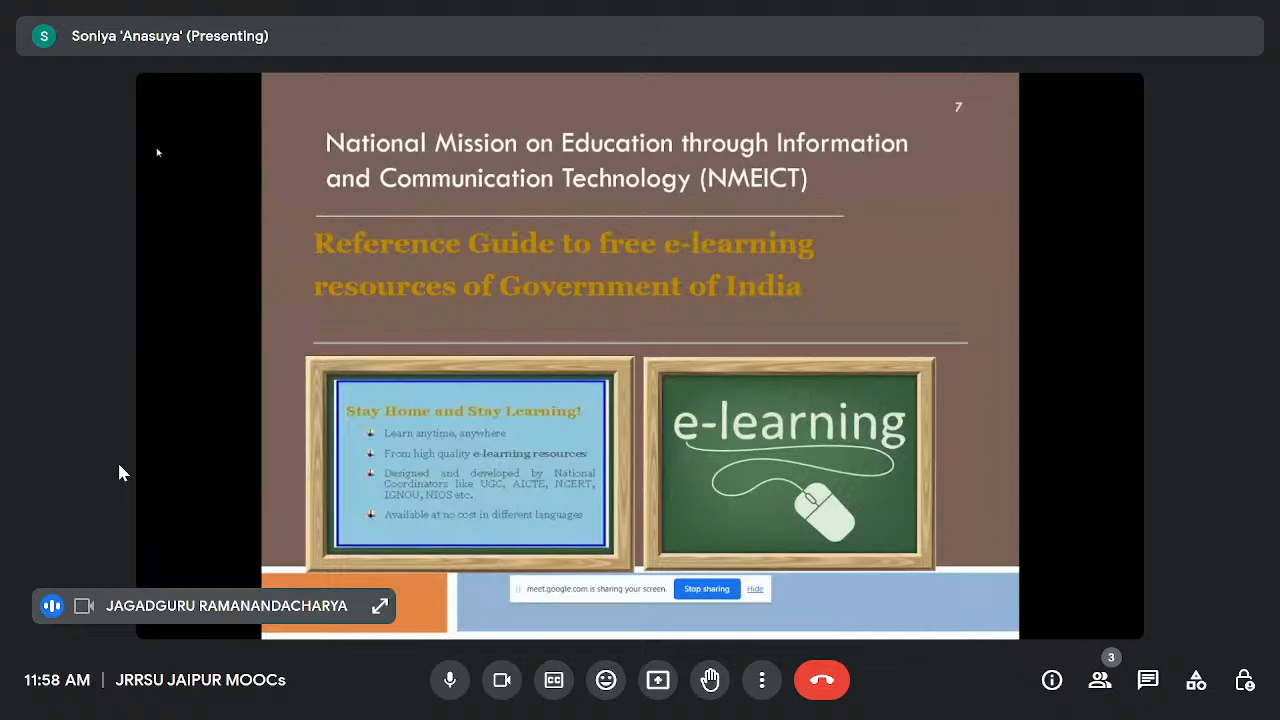 S
Soniya 'Anasuya' (Presenting)
7
National Mission on Education through Information
and Communication Technology (NMEICT)
Reference Guide to free e-learning
resources of Government of India
Stay Home and Stay Learning!
Learn anytime, anywhere
From high quality e-learning resources
Designed and developed by National
Coordinators like UGC, AICTE, NCERT,
IGNOU, NIOS etc.
Available at no cost in different languages
e-learning
meet.google.com is sharing your screen.
Stop sharing
Hide
JAGADGURU RAMANANDACHARYA
11:58 AM | JRRSU JAIPUR MOOCs
3